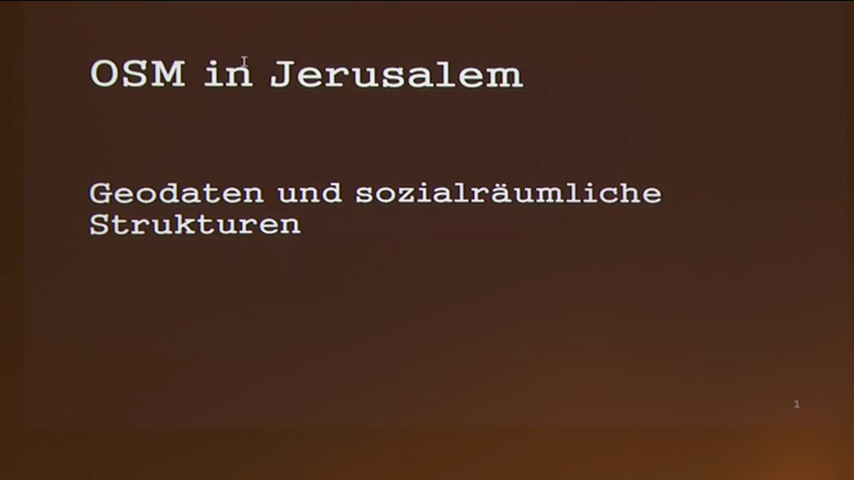 OSM in Jerusalem
Geodaten und sozialräumliche
Strukturen
1